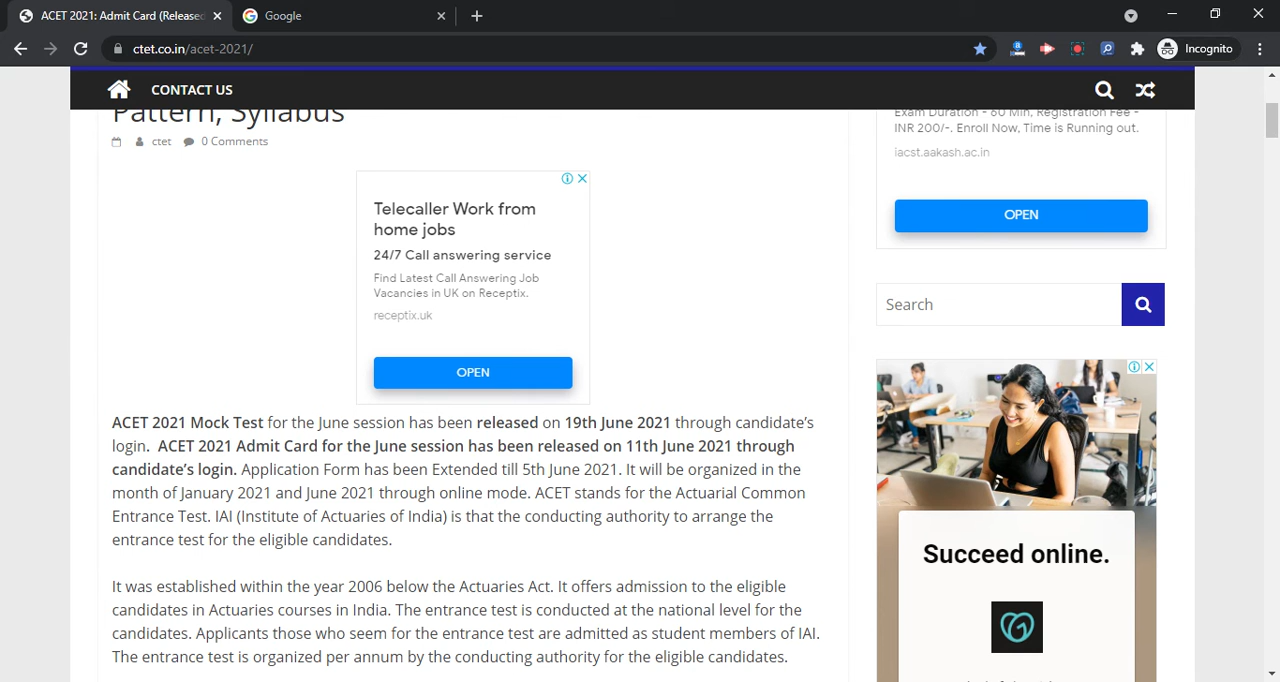 ACET 2021: Admit Card (Released
Google
ctet.co.in/acet-2021/
Incognito
CONTACT US
Pattern, Syllabus
ctet
0 Comments
Telecaller Work from
home jobs
24/7 Call answering service
Find Latest Call Answering Job
Vacancies in UK on Receptix.
receptix.uk
OPEN
ACET 2021 Mock Test for the June session has been released on 19th June 2021 through candidate's
login. ACET 2021 Admit Card for the June session has been released on 11th June 2021 through
candidate's login. Application Form has been Extended till 5th June 2021. It will be organized in the
month of January 2021 and June 2021 through online mode. ACET stands for the Actuarial Common
Entrance Test. IAI (Institute of Actuaries of India) is that the conducting authority to arrange the
entrance test for the eligible candidates.
It was established within the year 2006 below the Actuaries Act. It offers admission to the eligible
candidates in Actuaries courses in India. The entrance test is conducted at the national level for the
candidates. Applicants those who seem for the entrance test are admitted as student members of IAI.
The entrance test is organized per annum by the conducting authority for the eligible candidates.
Exam Duration - 60 Min, Registration Fee -
INR 200/-. Enroll Now, Time is Running out.
iacst.aakash.ac.in
OPEN
Search
Succeed online.